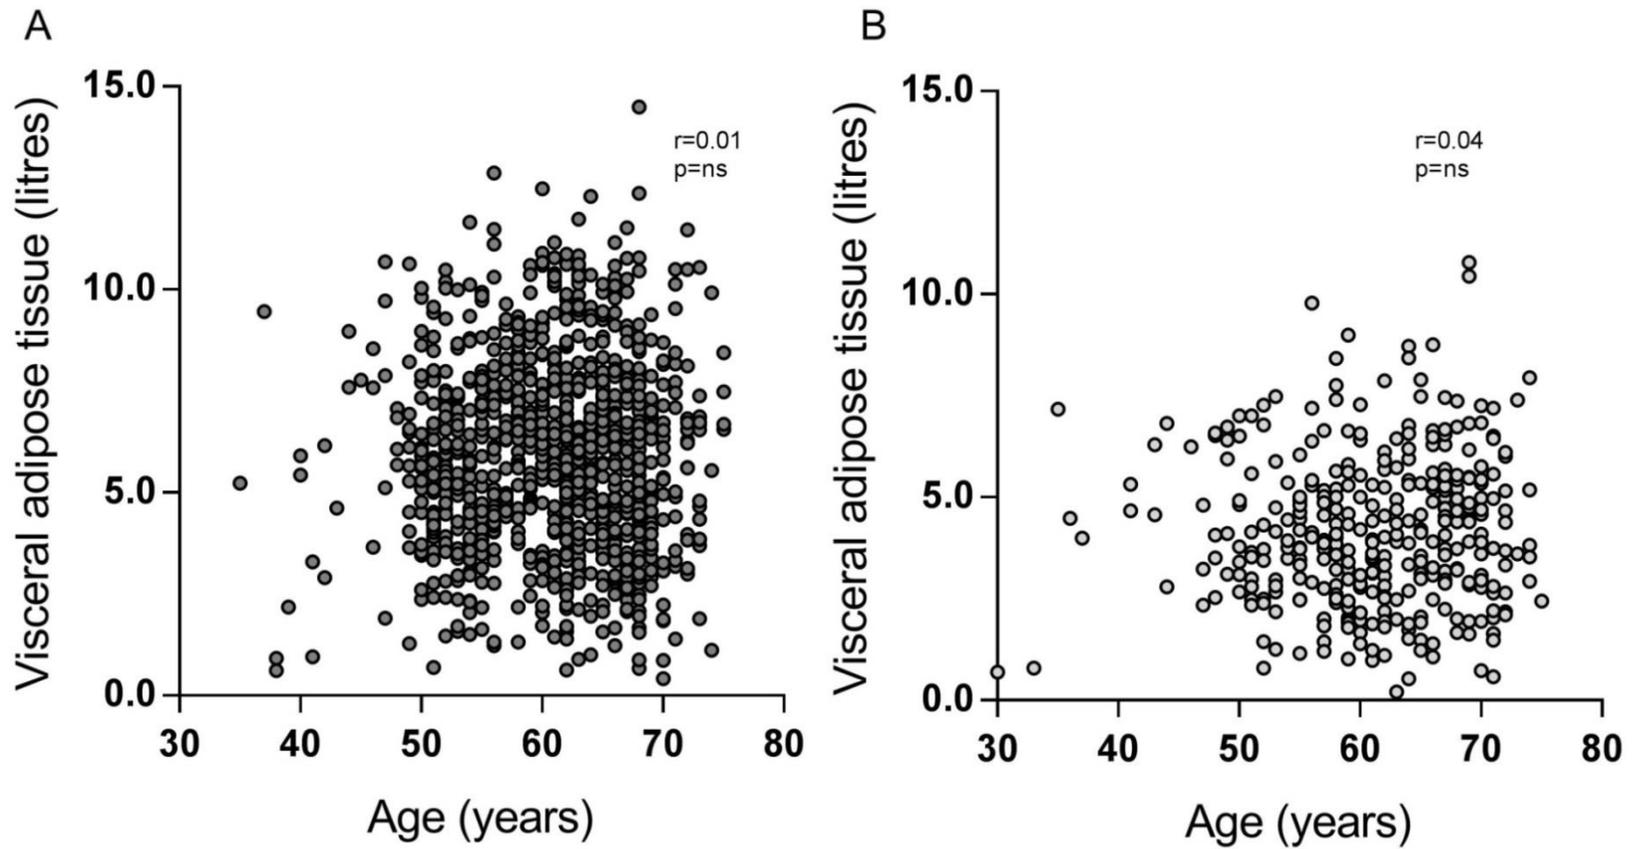 A
Visceral adipose tissue (litres)
15.0
10.0
5.0
0.0
r=0.01
p=ns
30 40 50 60 70 80
Age (years)
B
Visceral adipose tissue (litres)
15.0
10.0
5.0
0.0
r=0.04
p=ns
30 40 50 60 70 80
Age (years)